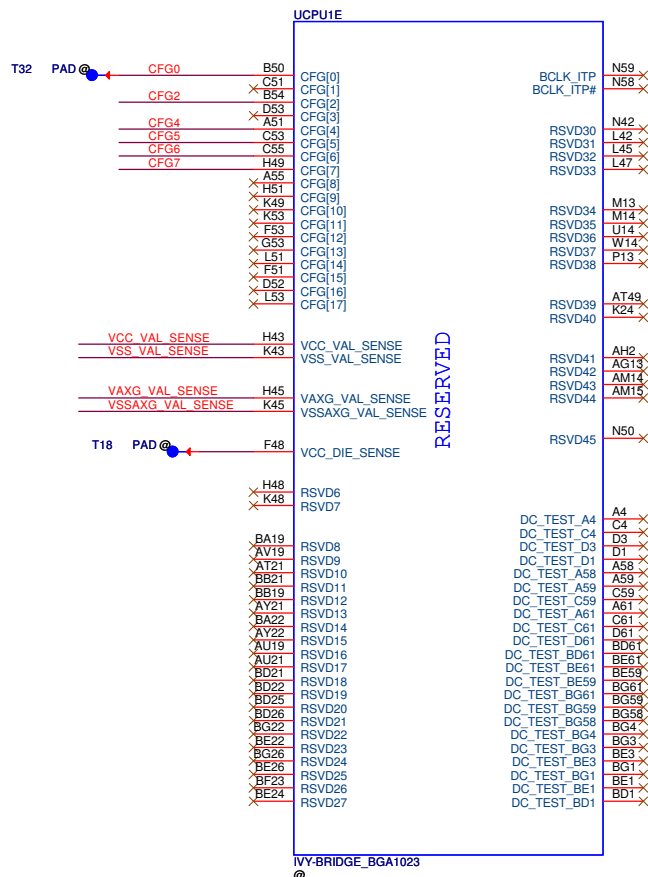 UCPU1E
T32 PAD @ CFG0 B50 CFG[0]
C51 CFG[1]
CFG2 B54 CFG[2]
D53 CFG[3]
CFG4 A51 CFG[4]
CFG5 C53 CFG[5]
CFG6 C55 CFG[6]
CFG7 H49 CFG[7]
A55 CFG[8]
H51 CFG[9]
K49 CFG[10]
K53 CFG[11]
F53 CFG[12]
G53 CFG[13]
L51 CFG[14]
F51 CFG[15]
D52 CFG[16]
L53 CFG[17]
VCC_VAL_SENSE H43 VCC_VAL_SENSE
VSS_VAL_SENSE K43 VSS_VAL_SENSE
VAXG_VAL_SENSE H45 VAXG_VAL_SENSE
VSSAXG_VAL_SENSE K45 VSSAXG_VAL_SENSE
T18 PAD @ F48 VCC_DIE_SENSE
H48 RSVD6
K48 RSVD7
BA19 RSVD8
AV19 RSVD9
AT21 RSVD10
BB21 RSVD11
BB19 RSVD12
AY21 RSVD13
BA22 RSVD14
AY22 RSVD15
AU19 RSVD16
AU21 RSVD17
BD21 RSVD18
BD22 RSVD19
BD25 RSVD20
BD26 RSVD21
BG22 RSVD22
BE22 RSVD23
BG26 RSVD24
BE26 RSVD25
BF23 RSVD26
BE24 RSVD27
RESERVED
BCLK_ITP N59
BCLK_ITP# N58
RSVD30 N42
RSVD31 L42
RSVD32 L45
RSVD33 L47
RSVD34 M13
RSVD35 M14
RSVD36 U14
RSVD37 W14
RSVD38 P13
RSVD39 AT49
RSVD40 K24
RSVD41 AH2
RSVD42 AG13
RSVD43 AM14
RSVD44 AM15
RSVD45 N50
DC_TEST_A4 A4
DC_TEST_C4 C4
DC_TEST_D3 D3
DC_TEST_D1 D1
DC_TEST_A58 A58
DC_TEST_A59 A59
DC_TEST_C59 C59
DC_TEST_A61 A61
DC_TEST_C61 C61
DC_TEST_D61 D61
DC_TEST_BD61 BD61
DC_TEST_BE61 BE61
DC_TEST_BE59 BE59
DC_TEST_BG61 BG61
DC_TEST_BG59 BG59
DC_TEST_BG58 BG58
DC_TEST_BG4 BG4
DC_TEST_BG3 BG3
DC_TEST_BE3 BE3
DC_TEST_BG1 BG1
DC_TEST_BE1 BE1
DC_TEST_BD1 BD1
IVY-BRIDGE_BGA1023
@